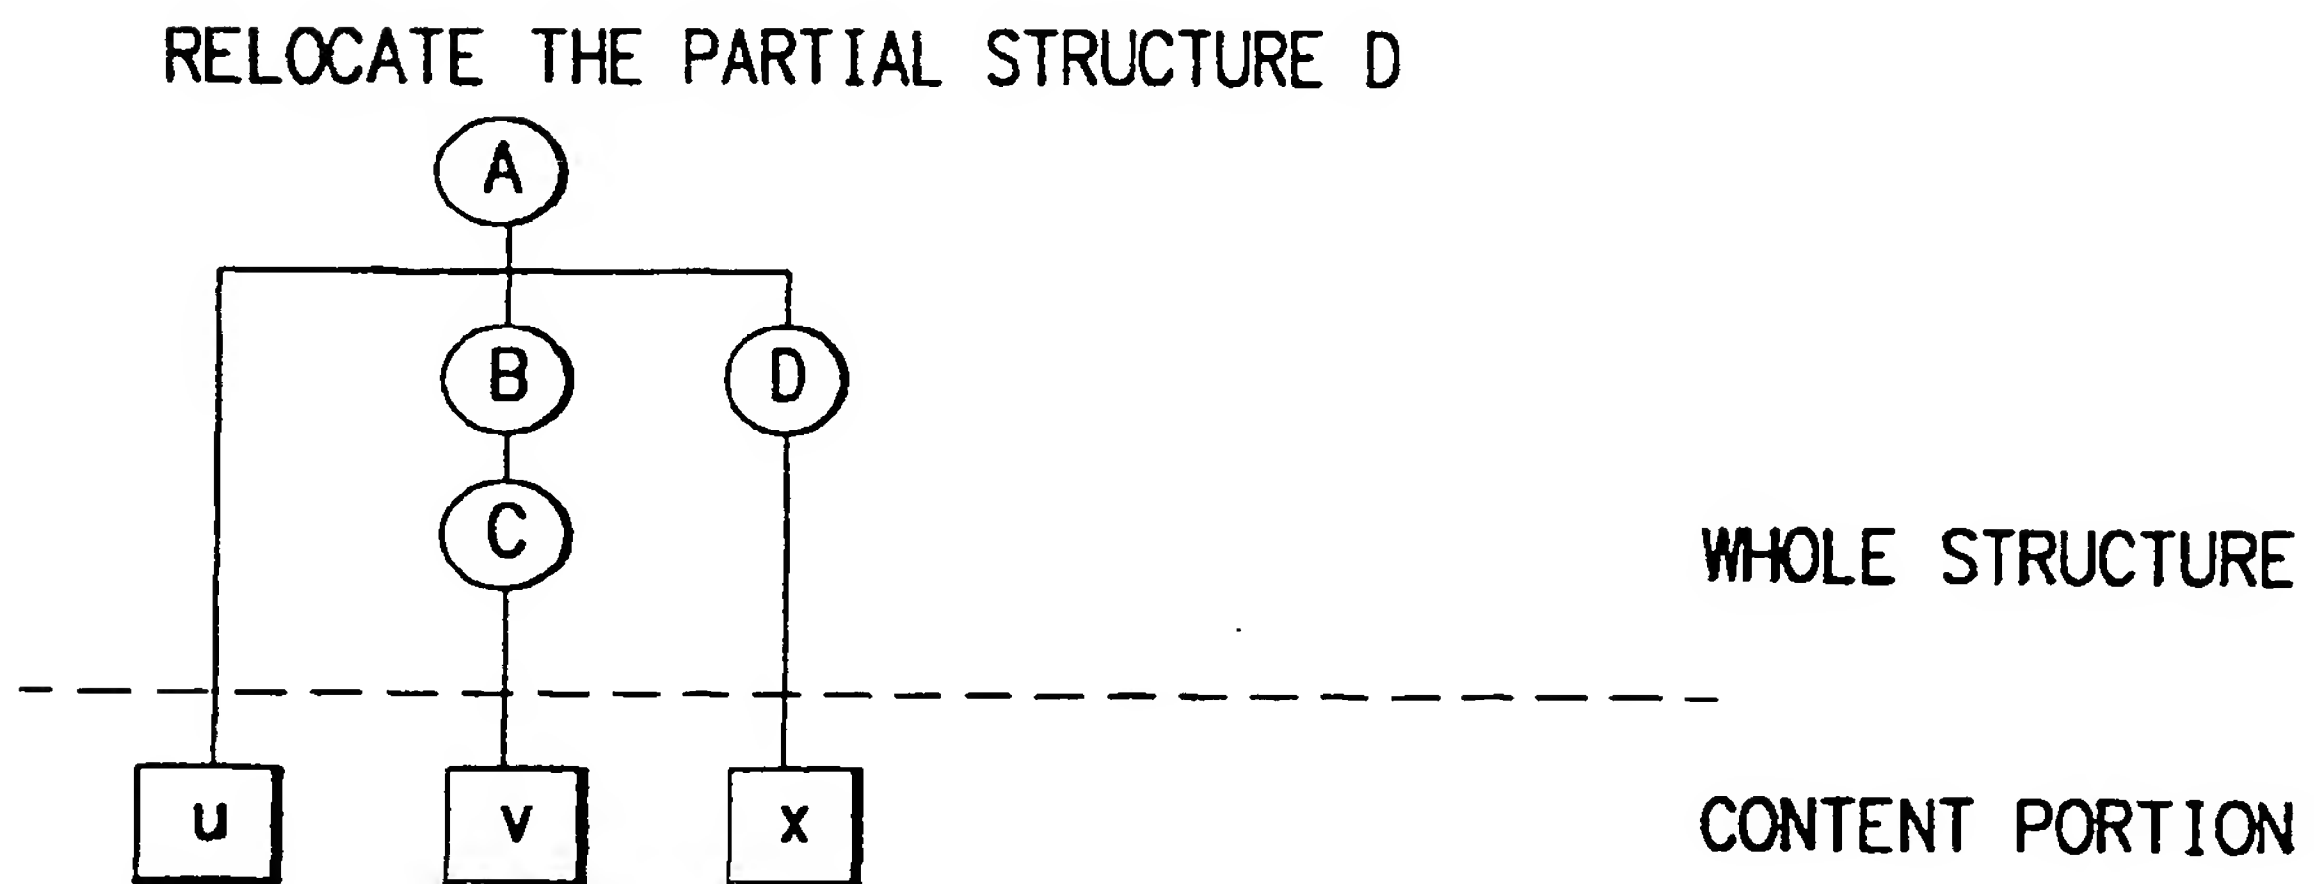 RELOCATE THE PARTIAL STRUCTURE D
A
B D
C
WHOLE STRUCTURE
u v x
CONTENT PORTION